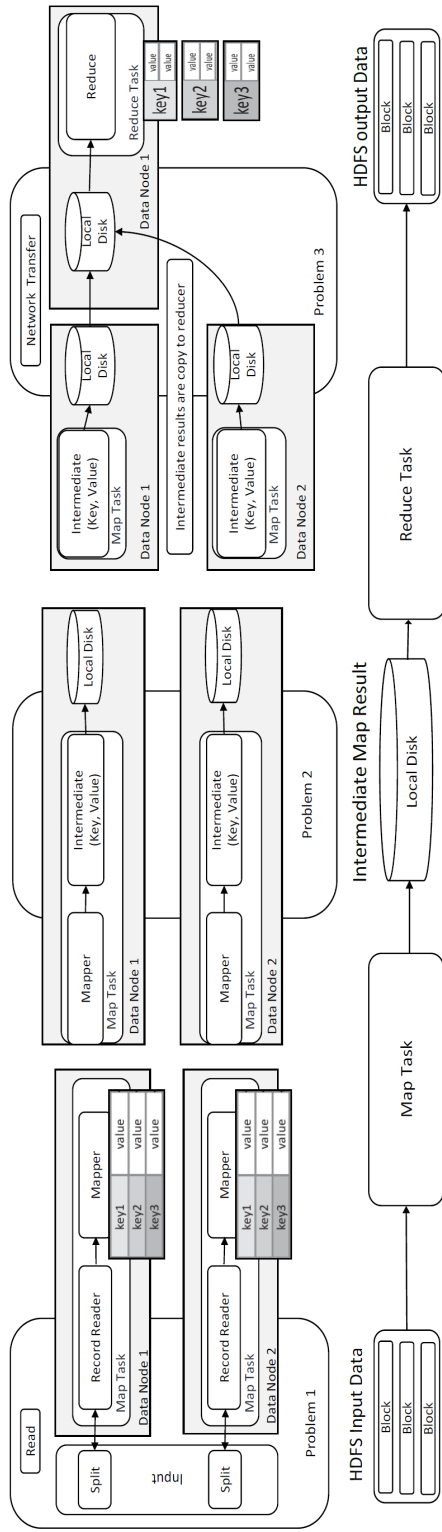 Read
Input
Split
Split
Record Reader
Mapper
key1 value
key2 value
key3 value
Map Task
Data Node 1
Record Reader
Mapper
key1 value
key2 value
key3 value
Map Task
Data Node 2
Problem 1
Mapper
Intermediate
(Key, Value)
Local Disk
Map Task
Data Node 1
Mapper
Intermediate
(Key, Value)
Local Disk
Map Task
Data Node 2
Problem 2
Network Transfer
Intermediate
(Key, Value)
Map Task
Local
Disk
Data Node 1
Local
Disk
Reduce
Reduce Task
Data Node 1
key1 value value
value value
key2 value value
value value
key3 value value
value value
Intermediate results are copy to reducer
Intermediate
(Key, Value)
Map Task
Local
Disk
Data Node 2
Problem 3
HDFS Input Data
Block
Block
Block
Map Task
Intermediate Map Result
Local Disk
Reduce Task
HDFS output Data
Block
Block
Block